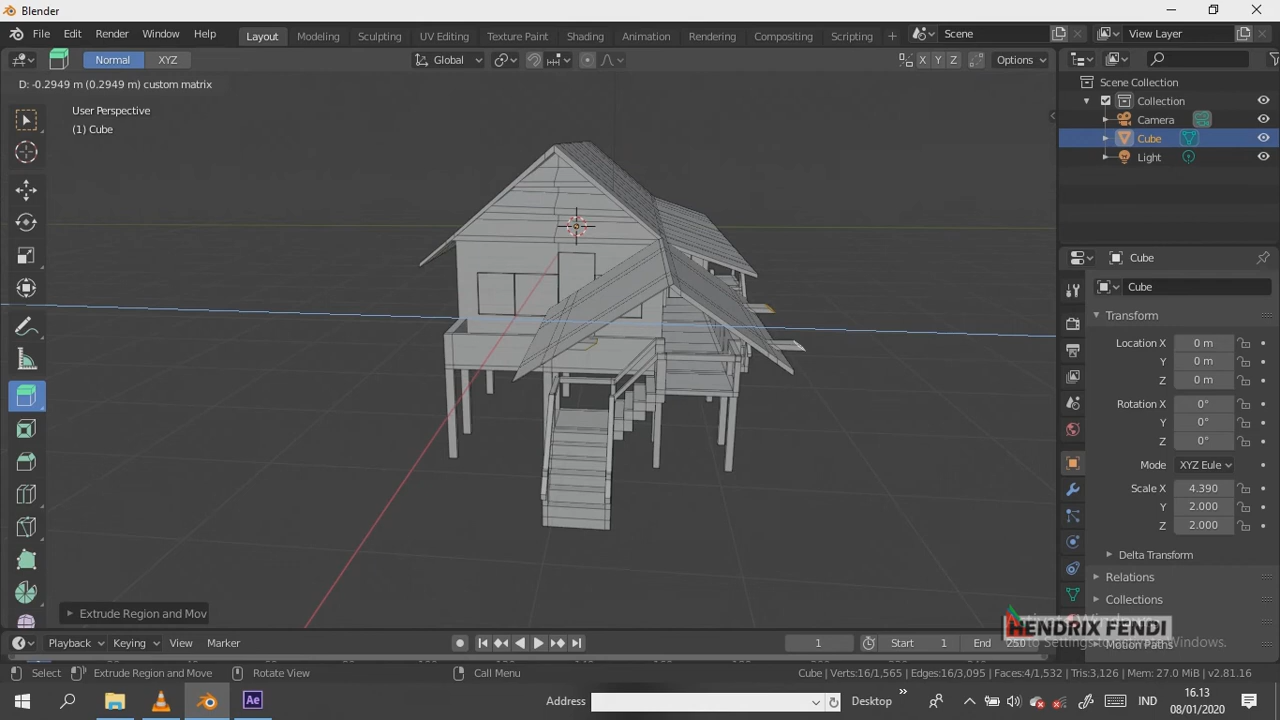 Blender
File Edit Render Window Help Layout Modeling Sculpting UV Editing Texture Paint Shading Animation Rendering Compositing Scripting + Scene View Layer
Normal XYZ Global X Y Z Options
D: -0.2949 m (0.2949 m) custom matrix
User Perspective
(1) Cube
Scene Collection
Collection
Camera
Cube
Light
Cube
Cube
Transform
Location X 0 m
Y 0 m
Z 0 m
Rotation X 0°
Y 0°
Z 0°
Mode XYZ Eule
Scale X 4.390
Y 2.000
Z 2.000
Delta Transform
Relations
Collections
Extrude Region and Mov
HENDRIX FENDI
Motion Paths
Playback Keying View Marker 1 Start 1 End 250
Select Extrude Region and Move Rotate View Call Menu Cube | Verts:16/1,565 | Edges:16/3,095 | Faces:4/1,532 | Tris:3,126 | Mem: 27.0 MiB | v2.81.16
Ae Address Desktop IND 16.13
08/01/2020